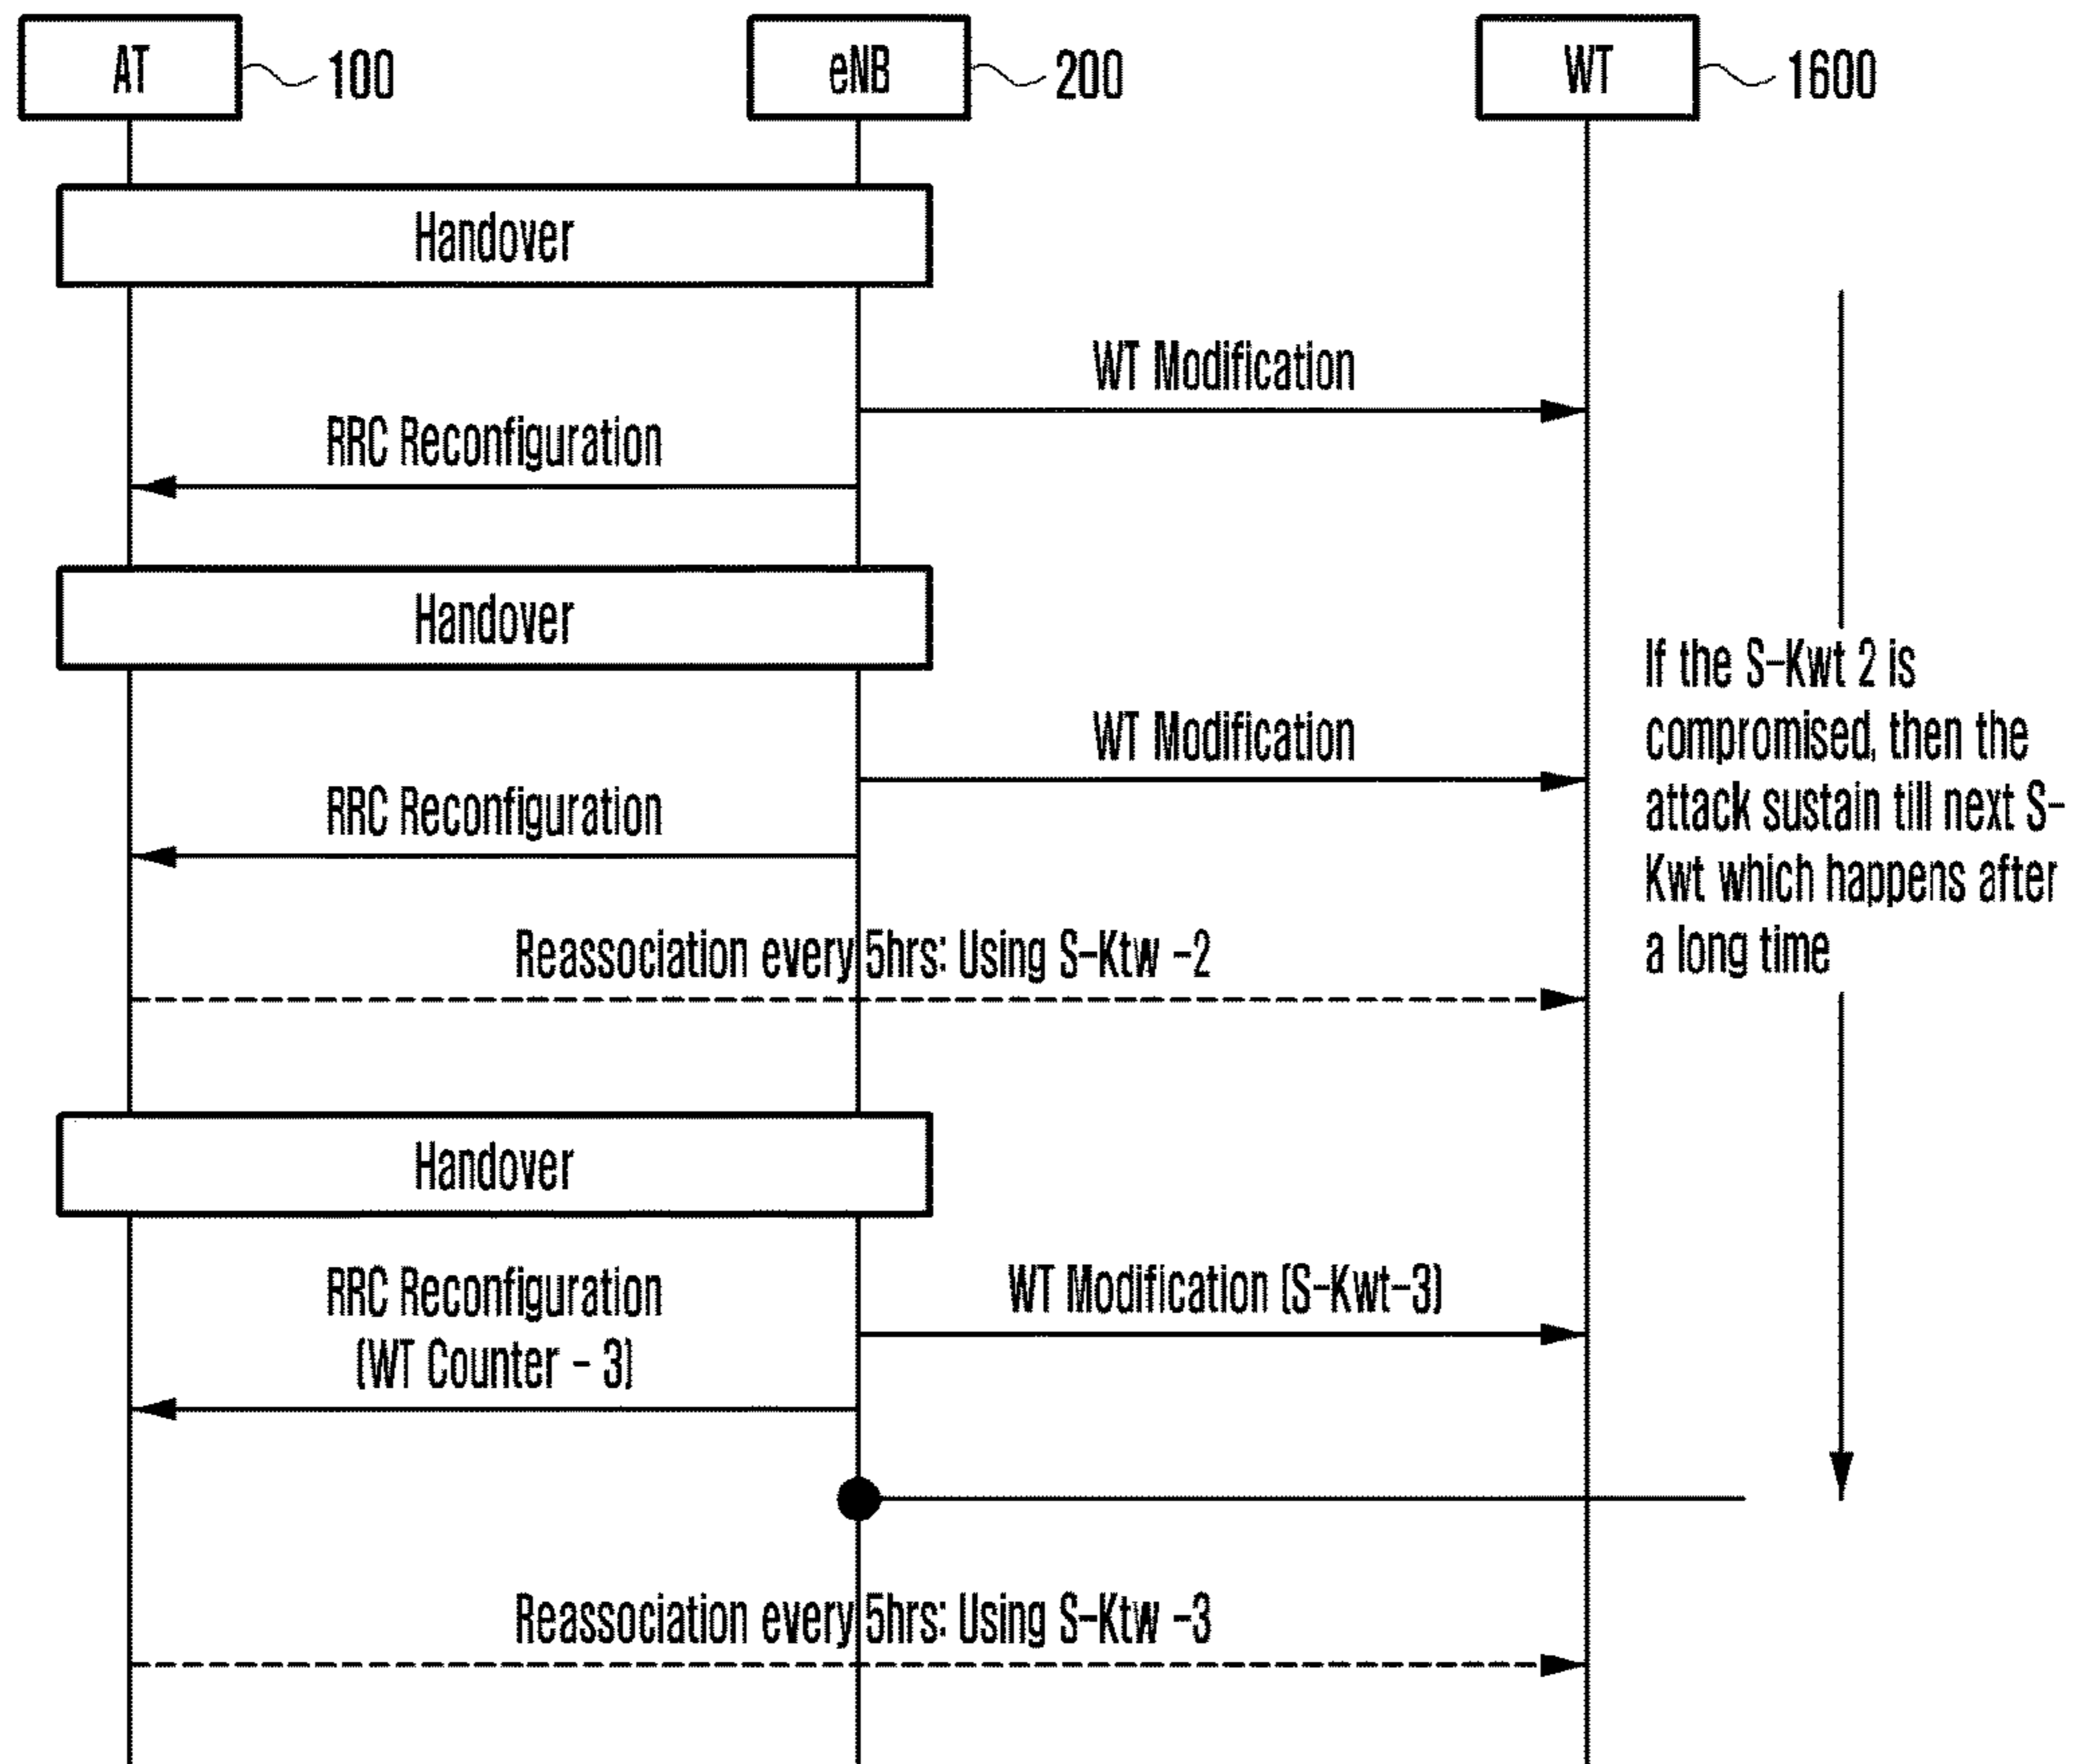 AT
100
eNB
200
WT
1600
Handover
WT Modification
RRC Reconfiguration
Handover
If the S-Kwt 2 is
compromised, then the
attack sustain till next S-
Kwt which happens after
a long time
WT Modification
RRC Reconfiguration
Reassociation every 5hrs: Using S-Ktw -2
Handover
RRC Reconfiguration
(WT Counter - 3)
WT Modification (S-Kwt-3)
Reassociation every 5hrs: Using S-Ktw -3